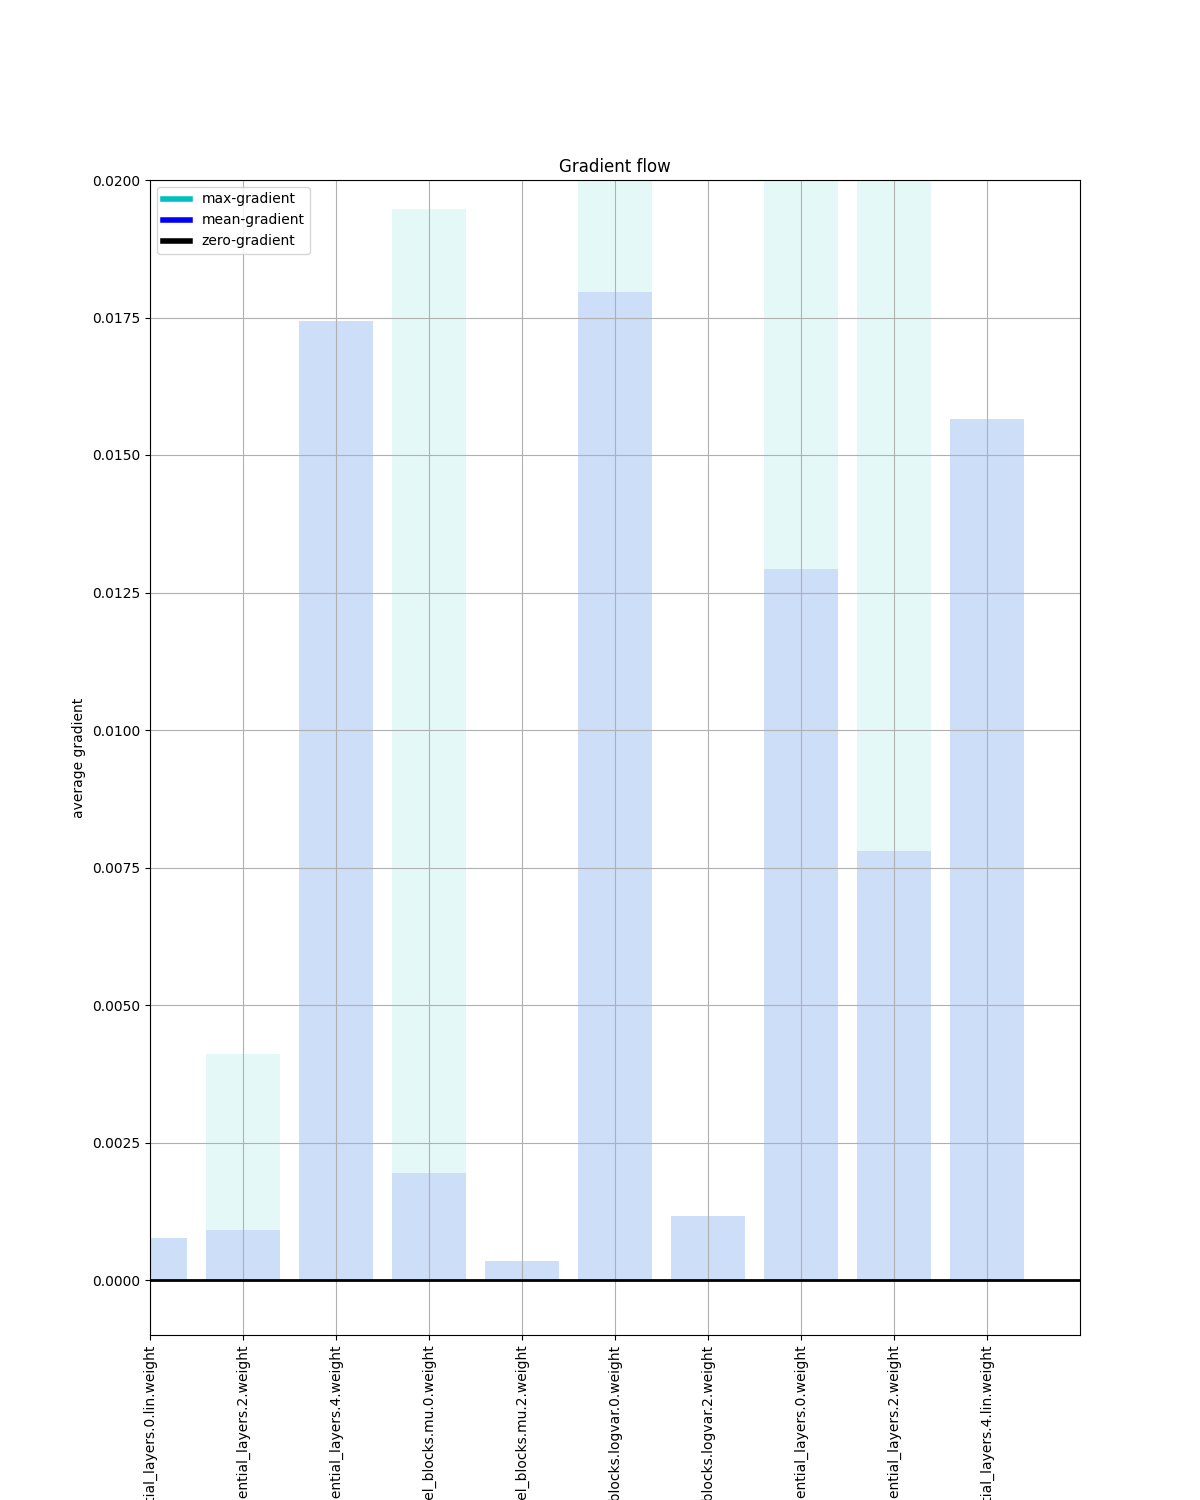 Gradient flow
max-gradient
mean-gradient
zero-gradient
0.0200
0.0175
0.0150
0.0125
0.0100
0.0075
0.0050
0.0025
0.0000
average gradient
tial_layers.0.lin.weight
ential_layers.2.weight
ential_layers.4.weight
el_blocks.mu.0.weight
el_blocks.mu.2.weight
blocks.logvar.0.weight
blocks.logvar.2.weight
ential_layers.0.weight
ential_layers.2.weight
tial_layers.4.lin.weight